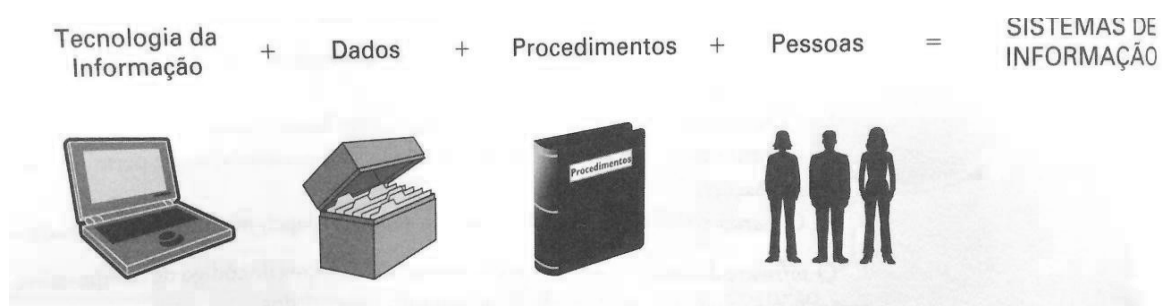 Tecnologia da
Informação
+
Dados
+
Procedimentos
+
Pessoas
=
SISTEMAS DE
INFORMAÇÃO
Procedimentos